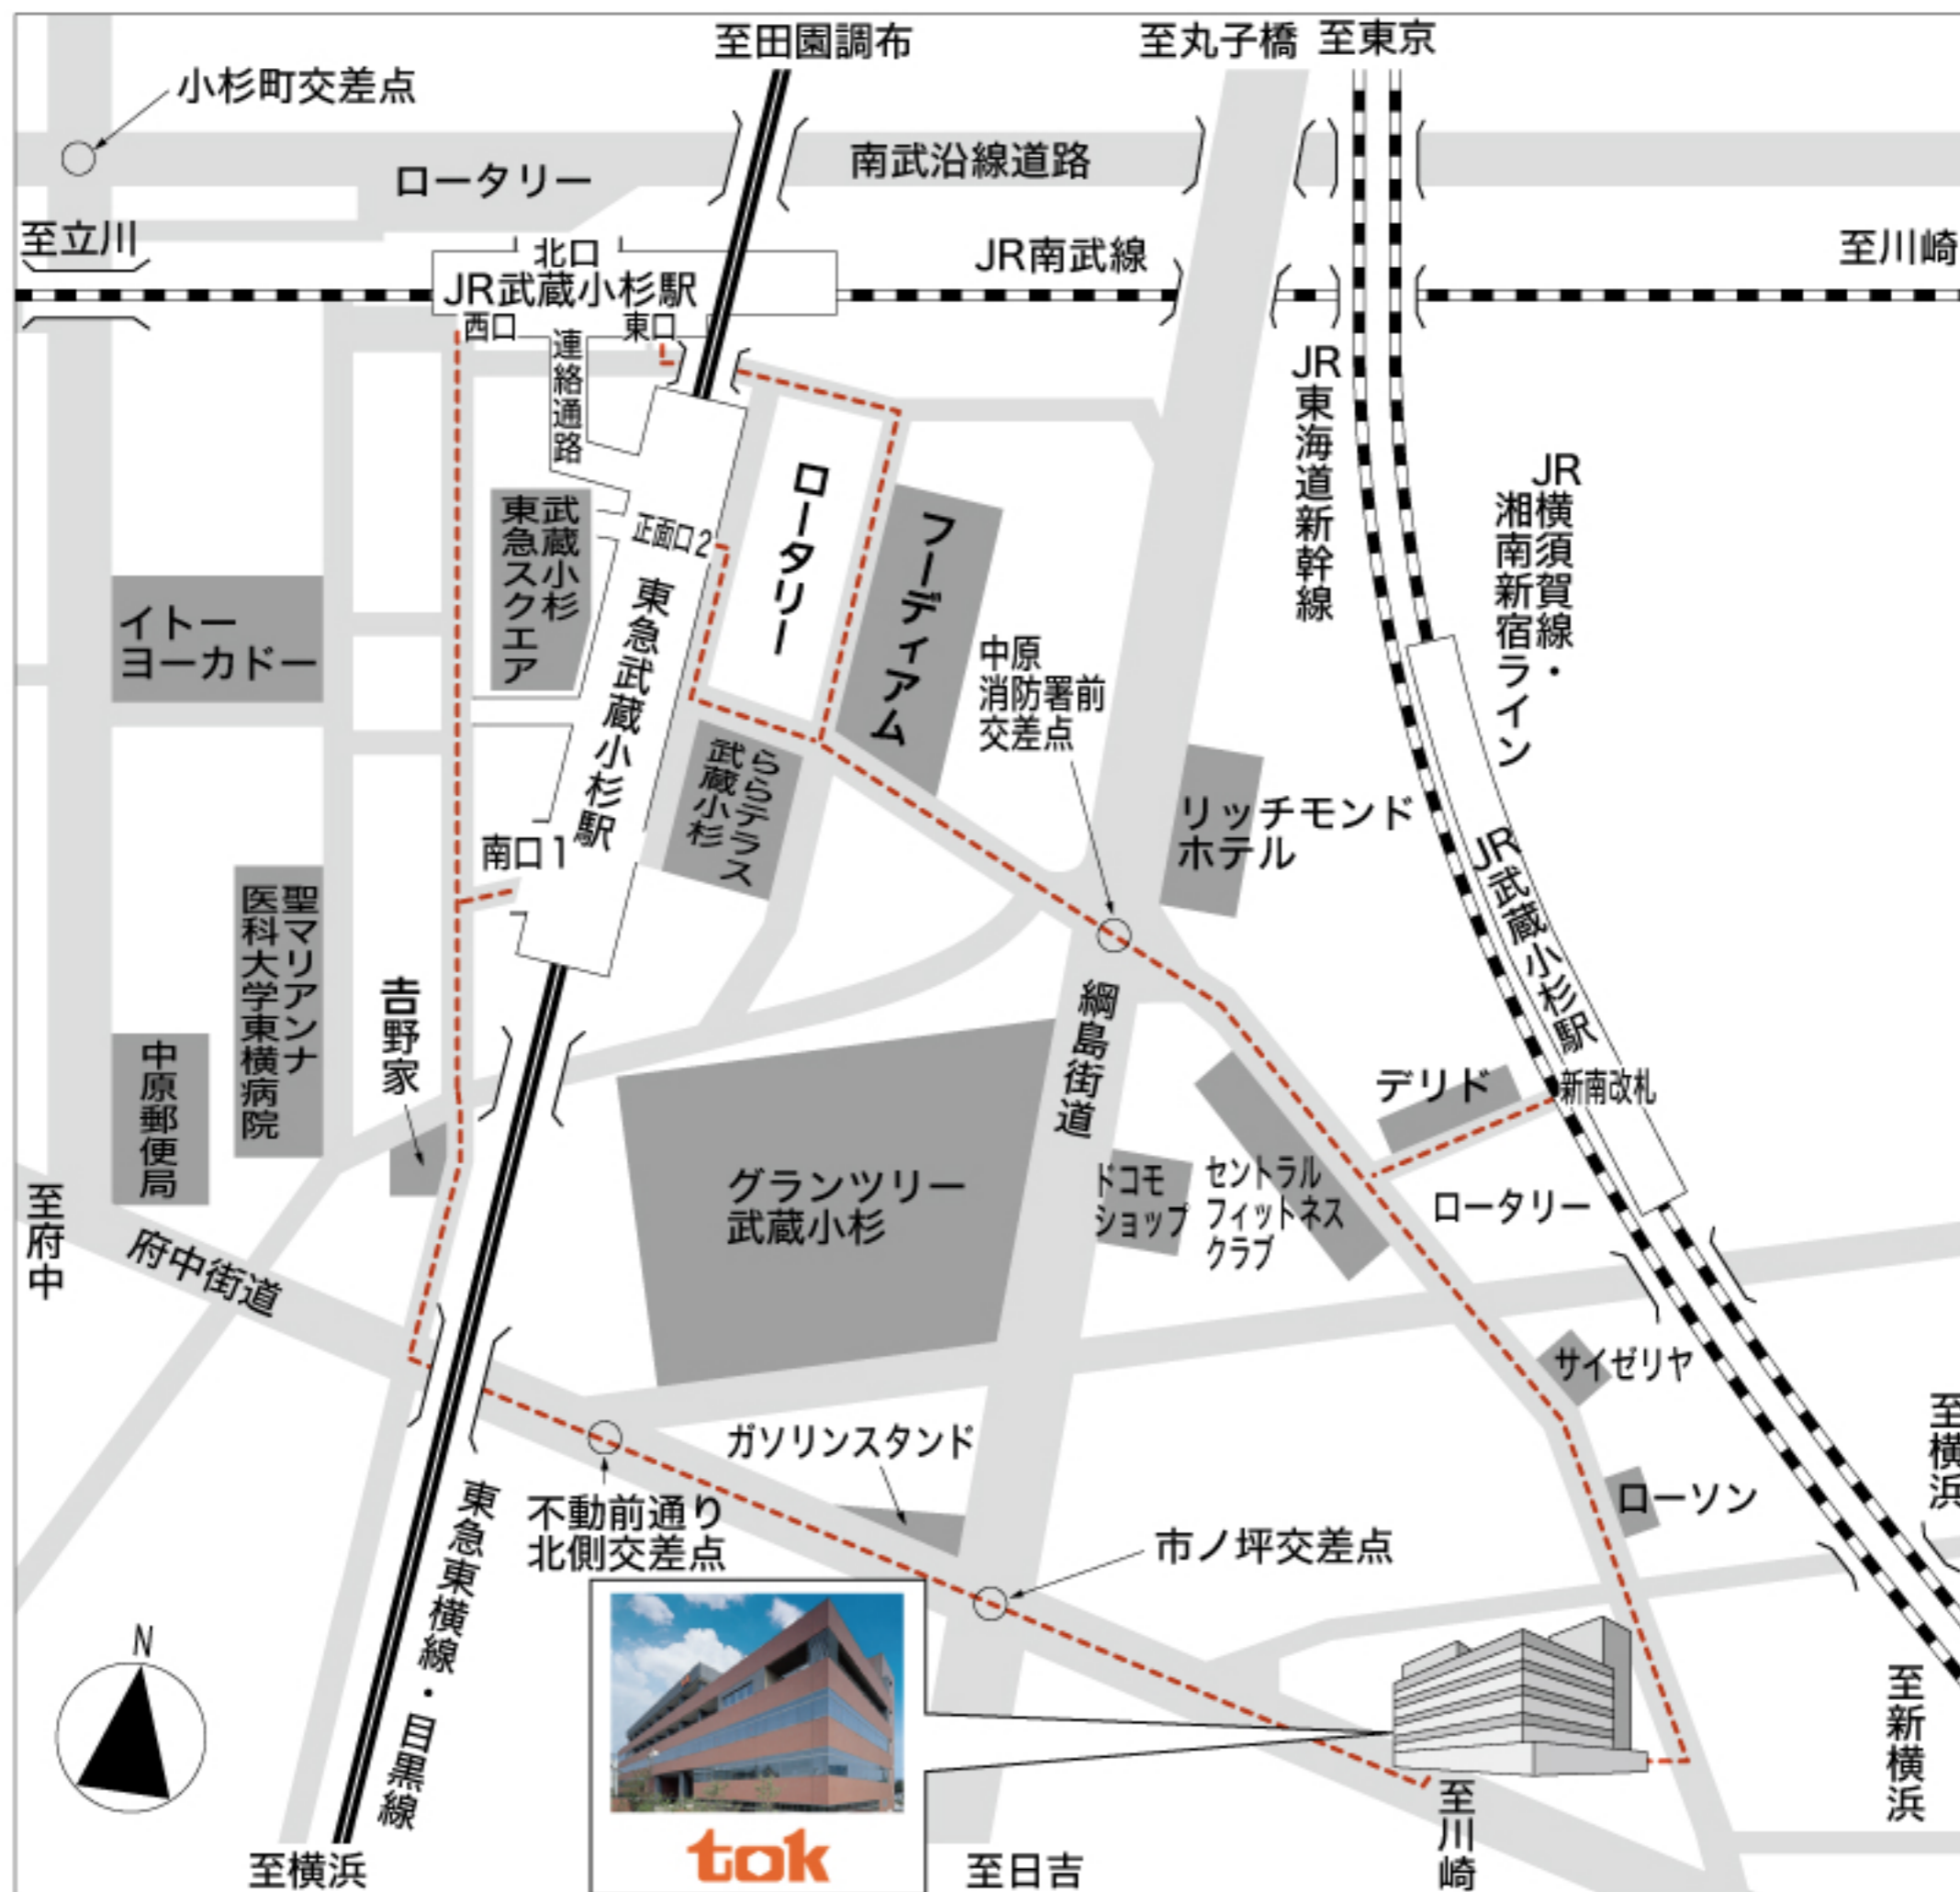 至田園調布
至丸子橋
至東京
小杉町交差点
ロータリー
南武沿線道路
至立川
北口
JR武蔵小杉駅
西口
東口
JR南武線
至川崎
連絡通路
JR東海道新幹線
JR横須賀線・
湘南新宿ライン
武蔵小杉
東急スクエア
正面口2
ロータリー
フーディアム
東急武蔵小杉駅
イトー
ヨーカドー
中原
消防署前
交差点
ららテラス
武蔵小杉
リッチモンド
ホテル
南口1
JR武蔵小杉駅
聖マリアンナ
医科大学東横病院
吉野家
中原郵便局
綱島街道
デリド
新南改札
グランツリー
武蔵小杉
ドコモ
ショップ
セントラル
フィットネス
クラブ
ロータリー
至府中
府中街道
サイゼリヤ
至横浜
ガソリンスタンド
不動前通り
北側交差点
市ノ坪交差点
ローソン
東急東横線・目黒線
N
至新横浜
至川崎
tok
至横浜
至日吉